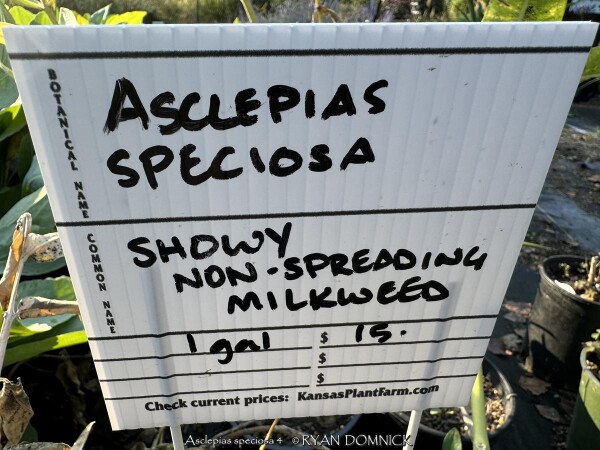 BOTANICAL NAME
ASCLEPIAS
SPECIOSA
COMMON NAME
SHOWY
NON-SPREADING
MILKWEED
1 gal $ 15.
$
$
Check current prices: KansasPlantFarm.com
Asclepias speciosa 4 © RYAN DOMNICK